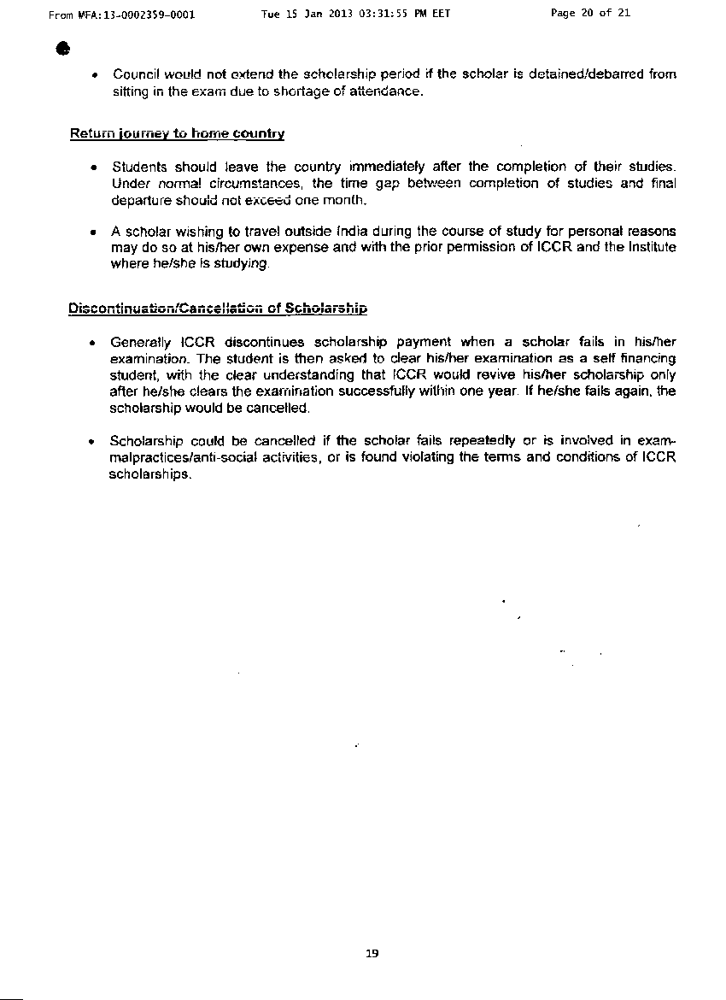 From MFA:13-0002359-0001 Tue 15 Jan 2013 03:31:55 PM EET Page 20 of 21
• Council would not extend the scholarship period if the scholar is detained/debarred from
sitting in the exam due to shortage of attendance.
Return journey to home country
• Students should leave the country immediately after the completion of their studies.
Under normal circumstances, the time gap between completion of studies and final
departure should not exceed one month.
• A scholar wishing to travel outside India during the course of study for personal reasons
may do so at his/her own expense and with the prior permission of ICCR and the Institute
where he/she is studying.
Discontinuation/Cancellation of Scholarship
• Generally ICCR discontinues scholarship payment when a scholar fails in his/her
examination. The student is then asked to clear his/her examination as a self financing
student, with the clear understanding that ICCR would revive his/her scholarship only
after he/she clears the examination successfully within one year. If he/she fails again, the
scholarship would be cancelled.
• Scholarship could be cancelled if the scholar fails repeatedly or is involved in exam-
malpractices/anti-social activities, or is found violating the terms and conditions of ICCR
scholarships.
19